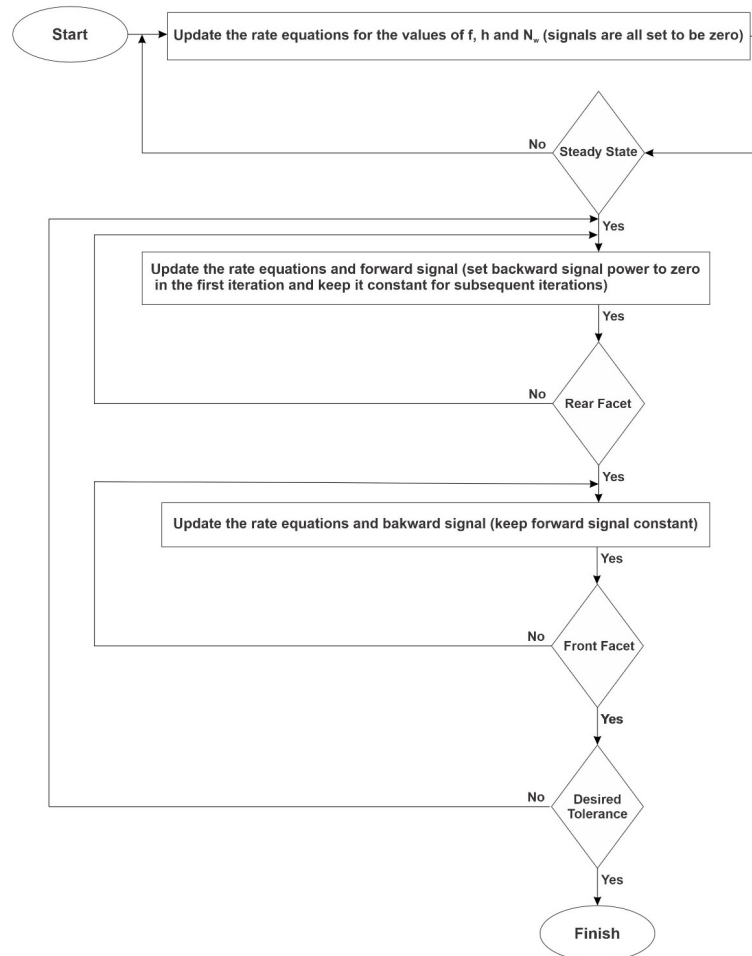 Start
Update the rate equations for the values of f, h and Nw (signals are all set to be zero)
No
Steady State
Yes
Update the rate equations and forward signal (set backward signal power to zero
in the first iteration and keep it constant for subsequent iterations)
Yes
No
Rear Facet
Yes
Update the rate equations and bakward signal (keep forward signal constant)
Yes
No
Front Facet
Yes
No
Desired
Tolerance
Yes
Finish